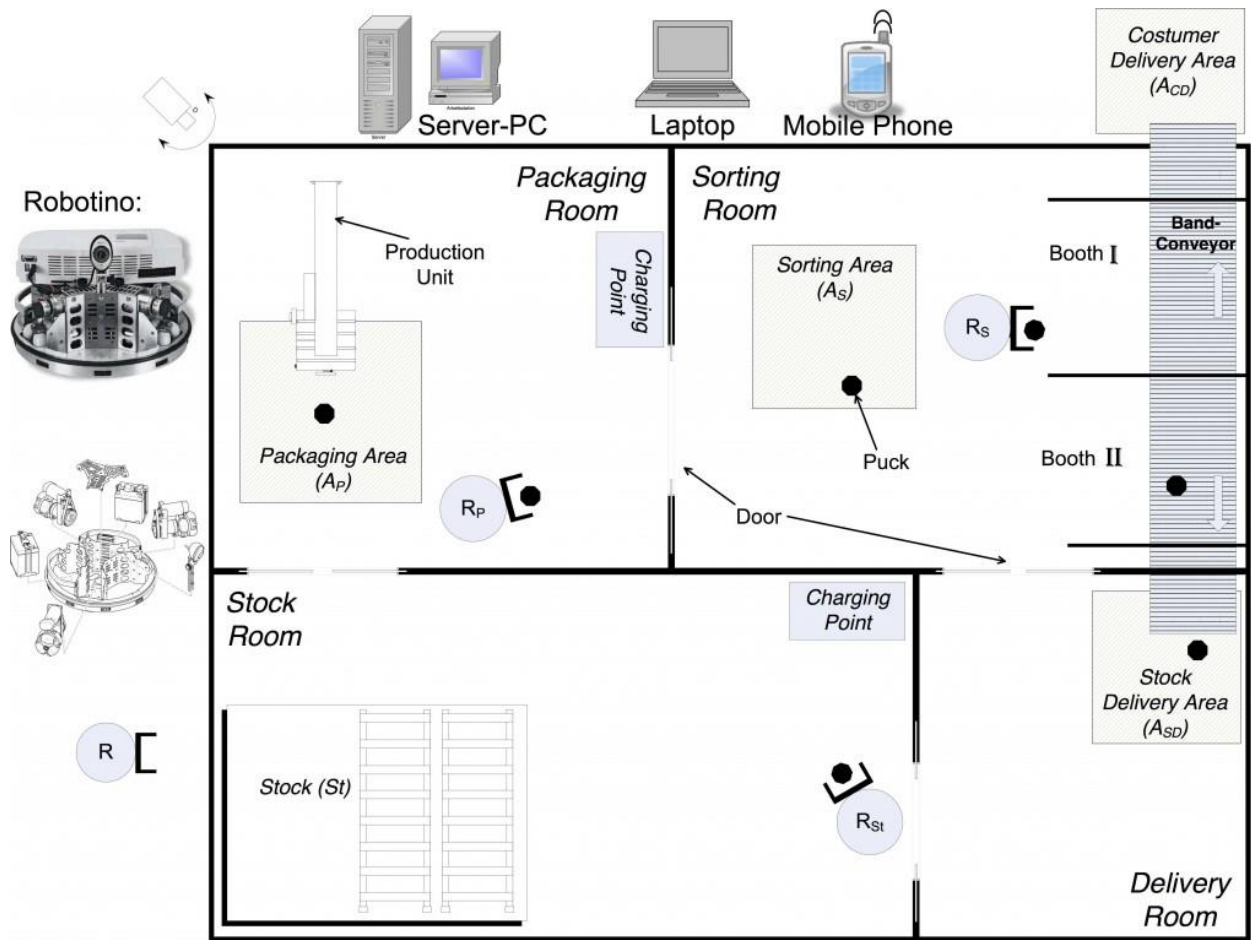 Costumer
Delivery Area
(ACD)
Server-PC
Laptop
Mobile Phone
Robotino:
Packaging
Room
Sorting
Room
Production
Unit
Charging
Point
Sorting Area
(AS)
Booth I
Band-
Conveyor
RS
Packaging Area
(AP)
RP
Puck
Booth II
Door
Stock
Room
Charging
Point
Stock
Delivery Area
(ASD)
R
Stock (St)
RSt
Delivery
Room